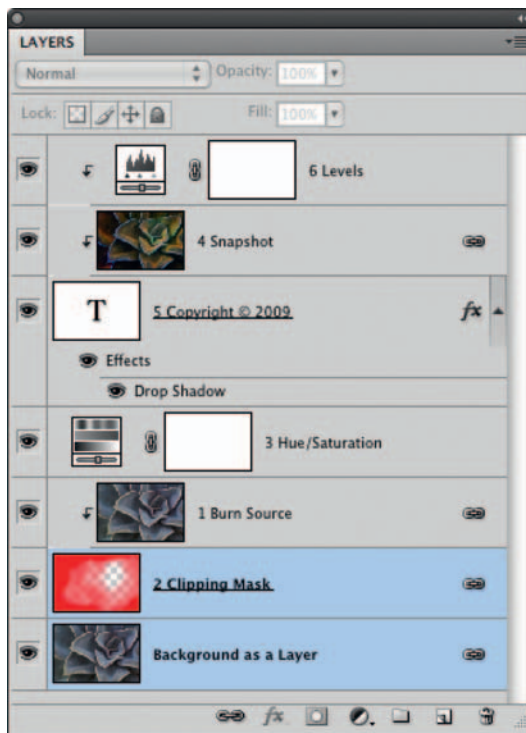 LAYERS
Normal Opacity: 100%
Lock: Fill: 100%
6 Levels
4 Snapshot
T 5 Copyright © 2009 fx
Effects
Drop Shadow
3 Hue/Saturation
1 Burn Source
2 Clipping Mask
Background as a Layer
fx